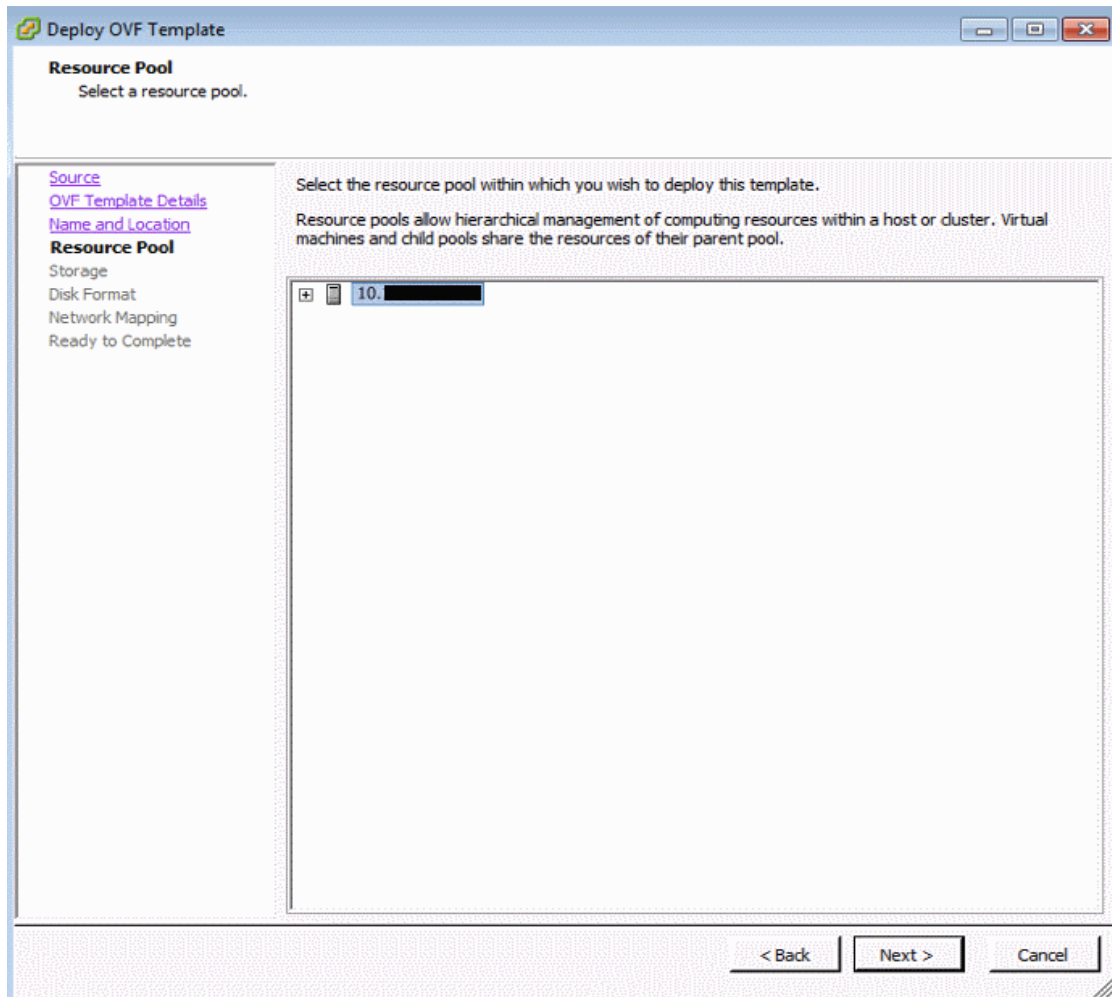 Deploy OVF Template
Resource Pool
Select a resource pool.
Source
OVF Template Details
Name and Location
Resource Pool
Storage
Disk Format
Network Mapping
Ready to Complete
Select the resource pool within which you wish to deploy this template.
Resource pools allow hierarchical management of computing resources within a host or cluster. Virtual
machines and child pools share the resources of their parent pool.
10.
< Back
Next >
Cancel